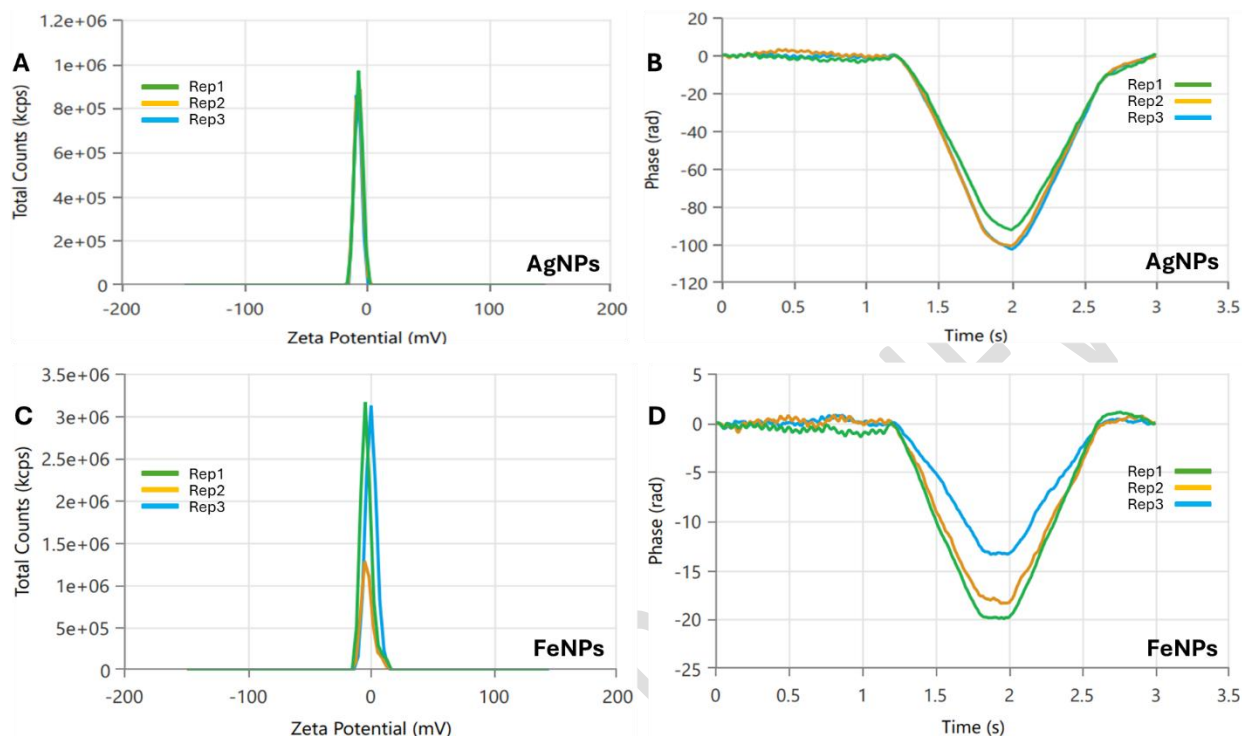 A
1.2e+06
1e+06
8e+05
6e+05
4e+05
2e+05
0
Total Counts (kcps)
Rep1
Rep2
Rep3
AgNPs
-200
-100
0
100
200
Zeta Potential (mV)
B
20
0
-20
-40
-60
-80
-100
-120
Phase (rad)
Rep1
Rep2
Rep3
AgNPs
0
0.5
1
1.5
2
2.5
3
3.5
Time (s)
C
3.5e+06
3e+06
2.5e+06
2e+06
1.5e+06
1e+06
5e+05
0
Total Counts (kcps)
Rep1
Rep2
Rep3
FeNPs
-200
-100
0
100
200
Zeta Potential (mV)
D
5
0
-5
-10
-15
-20
-25
Phase (rad)
Rep1
Rep2
Rep3
FeNPs
0
0.5
1
1.5
2
2.5
3
3.5
Time (s)